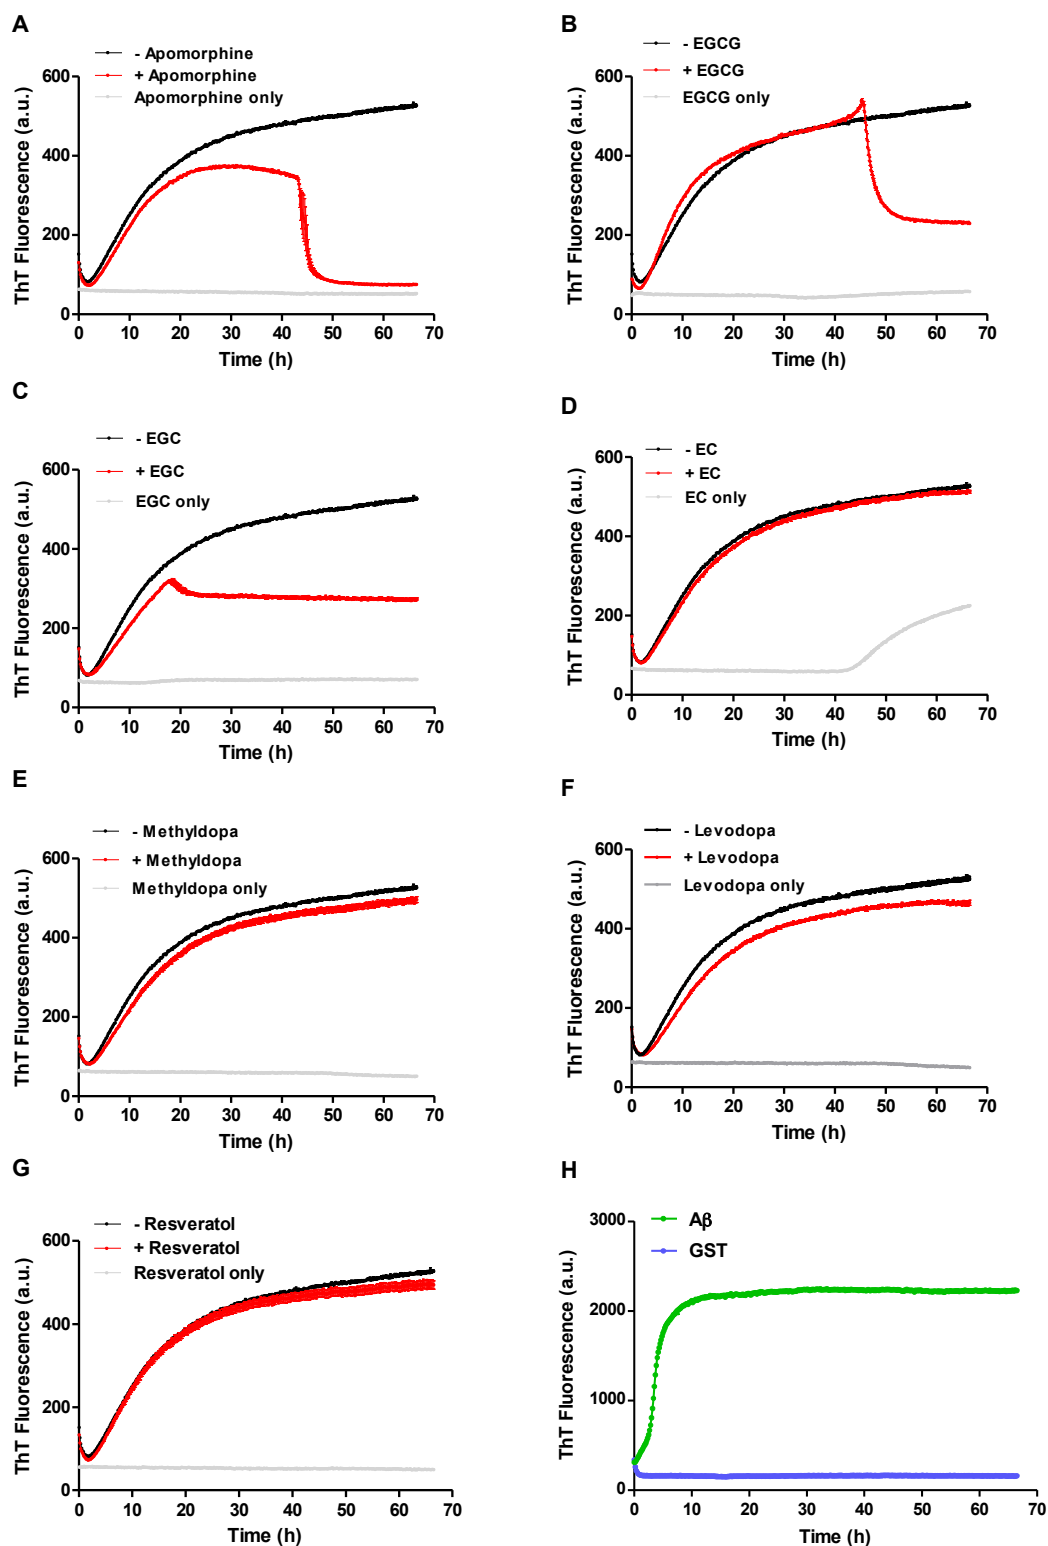 A
- Apomorphine
+ Apomorphine
Apomorphine only
600
400
200
0
0 10 20 30 40 50 60 70
ThT Fluorescence (a.u.)
Time (h)
B
- EGCG
+ EGCG
EGCG only
600
400
200
0
0 10 20 30 40 50 60 70
ThT Fluorescence (a.u.)
Time (h)
C
- EGC
+ EGC
EGC only
600
400
200
0
0 10 20 30 40 50 60 70
ThT Fluorescence (a.u.)
Time (h)
D
- EC
+ EC
EC only
600
400
200
0
0 10 20 30 40 50 60 70
ThT Fluorescence (a.u.)
Time (h)
E
- Methyldopa
+ Methyldopa
Methyldopa only
600
400
200
0
0 10 20 30 40 50 60 70
ThT Fluorescence (a.u.)
Time (h)
F
- Levodopa
+ Levodopa
Levodopa only
600
400
200
0
0 10 20 30 40 50 60 70
ThT Fluorescence (a.u.)
Time (h)
G
- Resveratol
+ Resveratol
Resveratol only
600
400
200
0
0 10 20 30 40 50 60 70
ThT Fluorescence (a.u.)
Time (h)
H
Aβ
GST
3000
2000
1000
0
0 10 20 30 40 50 60 70
ThT Fluorescence (a.u.)
Time (h)